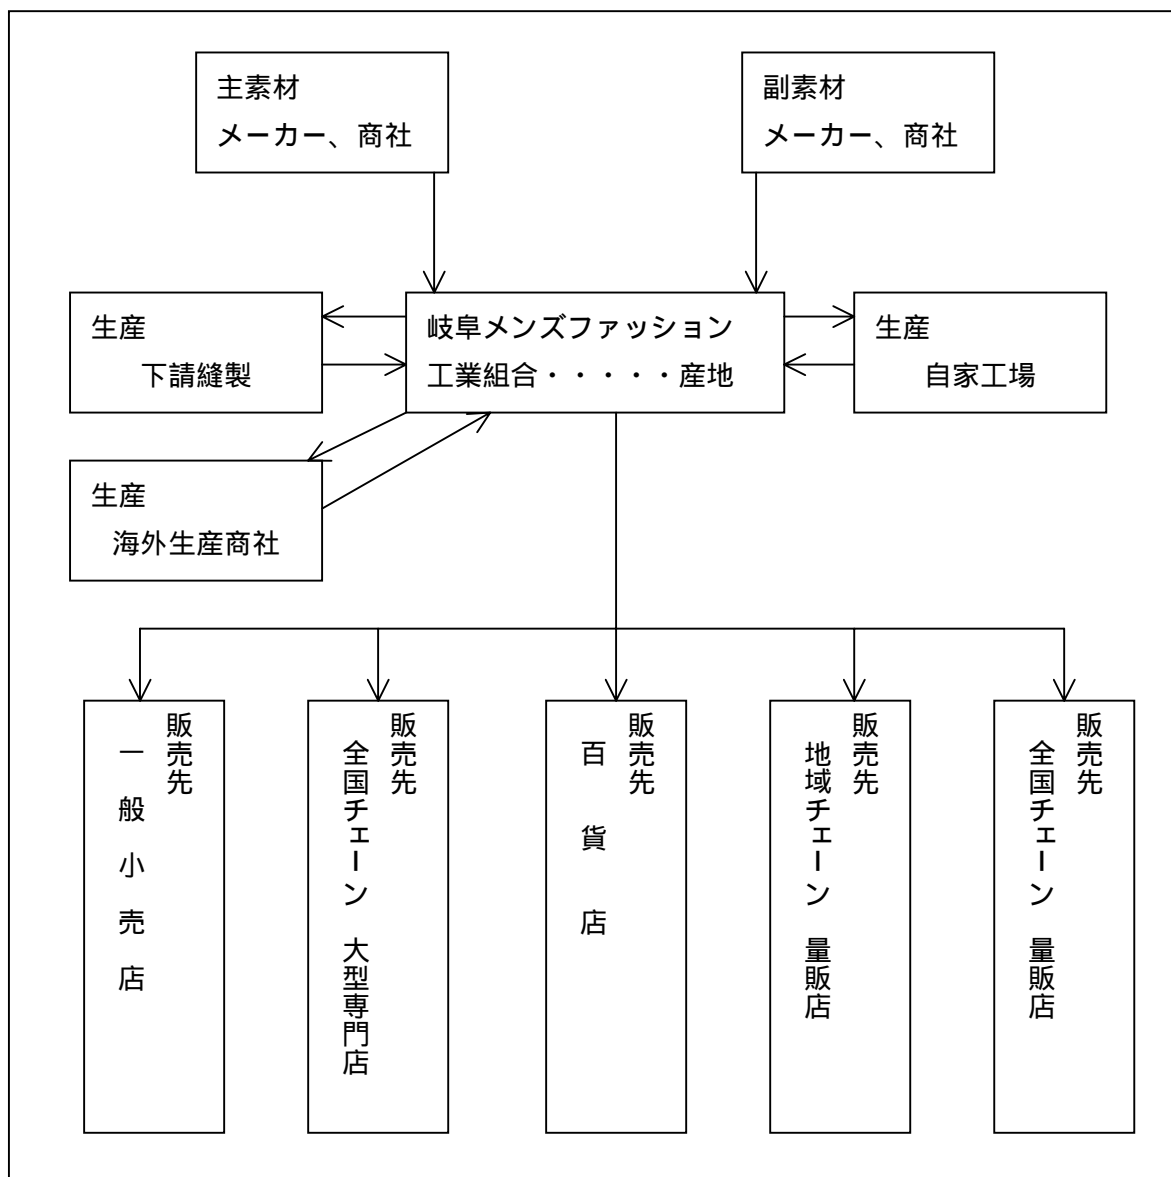 主素材
メーカー、商社
副素材
メーカー、商社
生産
下請縫製
岐阜メンズファッション
工業組合・・・・・産地
生産
自家工場
生産
海外生産商社
販売先
一般小売店
販売先
全国チェーン 大型専門店
販売先
百貨店
販売先
地域チェーン 量販店
販売先
全国チェーン 量販店